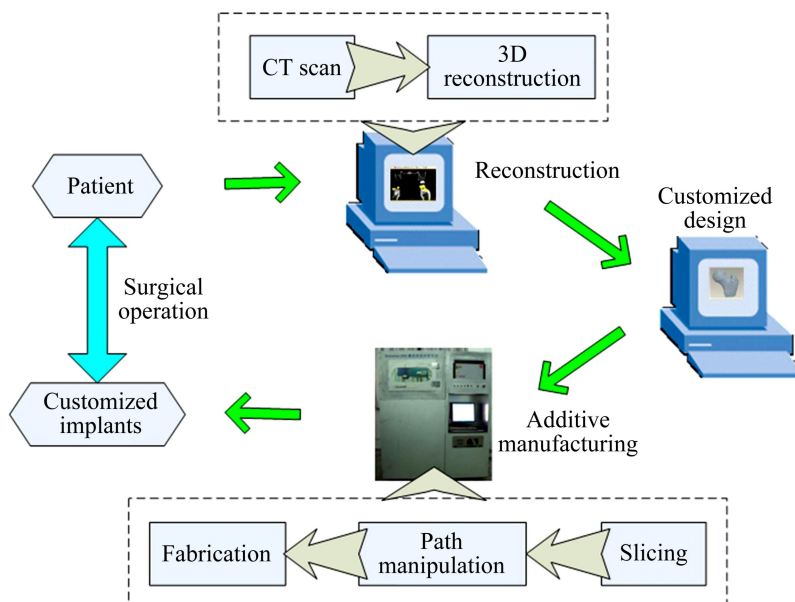 CT scan
3D
reconstruction
Patient
Reconstruction
Customized
design
Surgical
operation
Customized
implants
Additive
manufacturing
Fabrication
Path
manipulation
Slicing